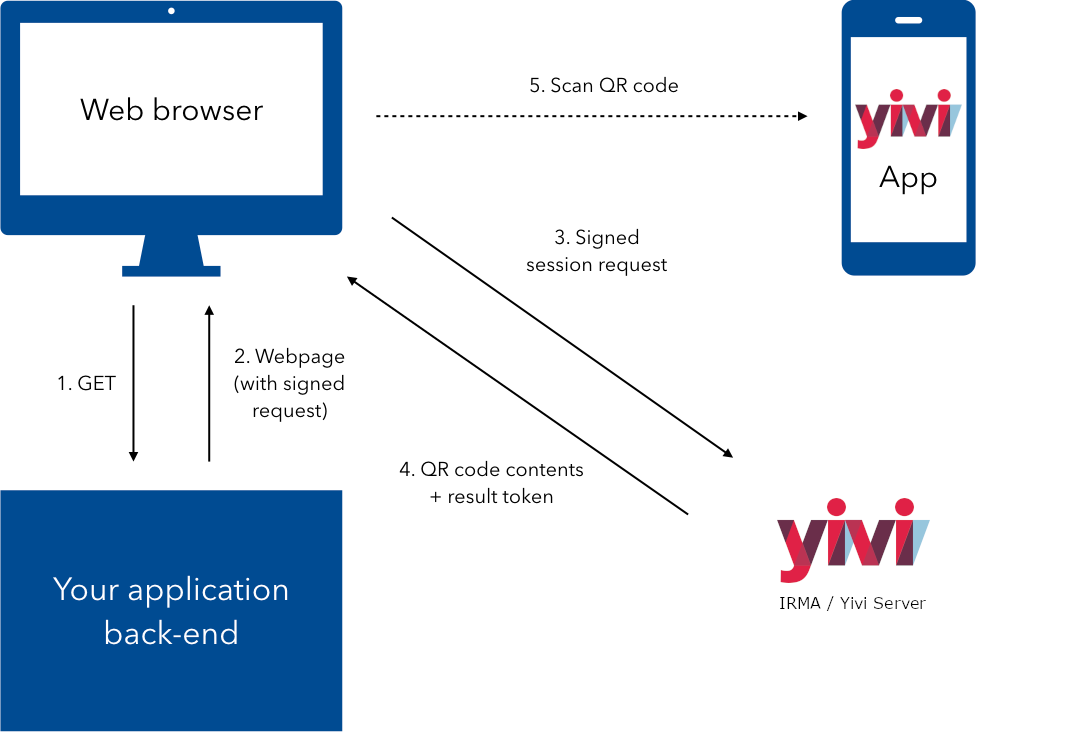 Web browser
5. Scan QR code
yivi
App
3. Signed
session request
1. GET
2. Webpage
(with signed
request)
4. QR code contents
+ result token
yivi
IRMA / Yivi Server
Your application
back-end